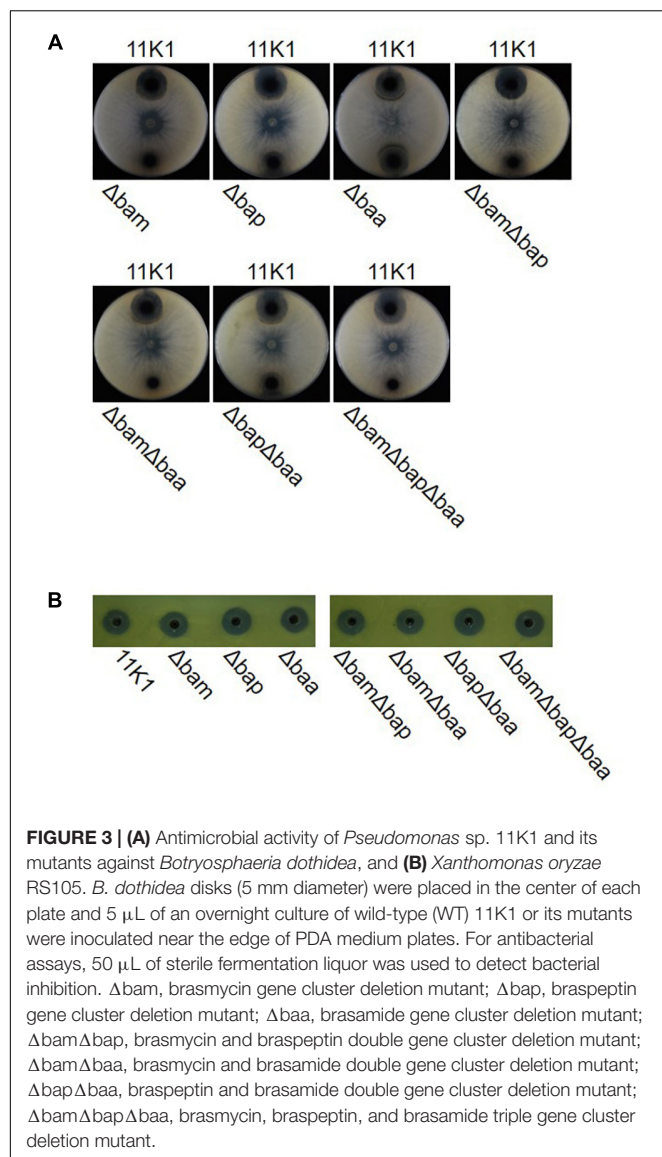 A
11K1 11K1 11K1 11K1
Δbam Δbap Δbaa ΔbamΔbap
11K1 11K1 11K1
ΔbamΔbaa ΔbapΔbaa ΔbamΔbapΔbaa
B
11K1 Δbam Δbap Δbaa ΔbamΔbap ΔbamΔbaa ΔbapΔbaa ΔbamΔbapΔbaa
FIGURE 3 | (A) Antimicrobial activity of Pseudomonas sp. 11K1 and its
mutants against Botryosphaeria dothidea, and (B) Xanthomonas oryzae
RS105. B. dothidea disks (5 mm diameter) were placed in the center of each
plate and 5 μL of an overnight culture of wild-type (WT) 11K1 or its mutants
were inoculated near the edge of PDA medium plates. For antibacterial
assays, 50 μL of sterile fermentation liquor was used to detect bacterial
inhibition. Δbam, brasmycin gene cluster deletion mutant; Δbap, braspeptin
gene cluster deletion mutant; Δbaa, brasamide gene cluster deletion mutant;
ΔbamΔbap, brasmycin and braspeptin double gene cluster deletion mutant;
ΔbamΔbaa, brasmycin and brasamide double gene cluster deletion mutant;
ΔbapΔbaa, braspeptin and brasamide double gene cluster deletion mutant;
ΔbamΔbapΔbaa, brasmycin, braspeptin, and brasamide triple gene cluster
deletion mutant.